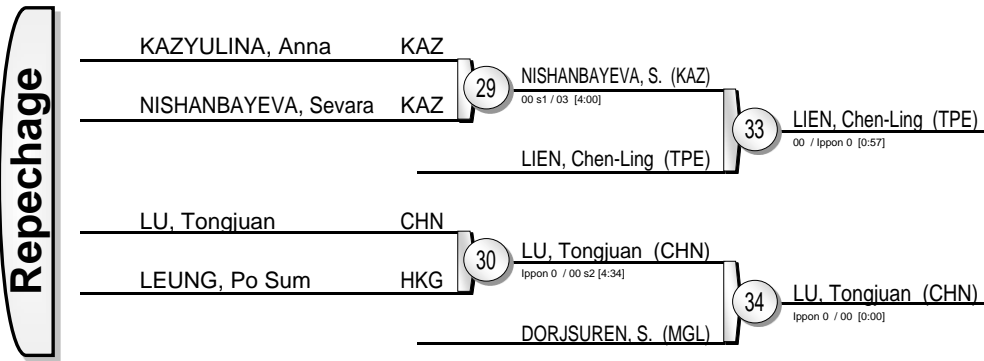 Repechage
KAZYULINA, Anna KAZ
NISHANBAYEVA, Sevara KAZ
29
NISHANBAYEVA, S. (KAZ)
00 s1 / 03 [4:00]
LIEN, Chen-Ling (TPE)
33
LIEN, Chen-Ling (TPE)
00 / Ippon 0 [0:57]
LU, Tongjuan CHN
LEUNG, Po Sum HKG
30
LU, Tongjuan (CHN)
Ippon 0 / 00 s2 [4:34]
DORJSUREN, S. (MGL)
34
LU, Tongjuan (CHN)
Ippon 0 / 00 [0:00]